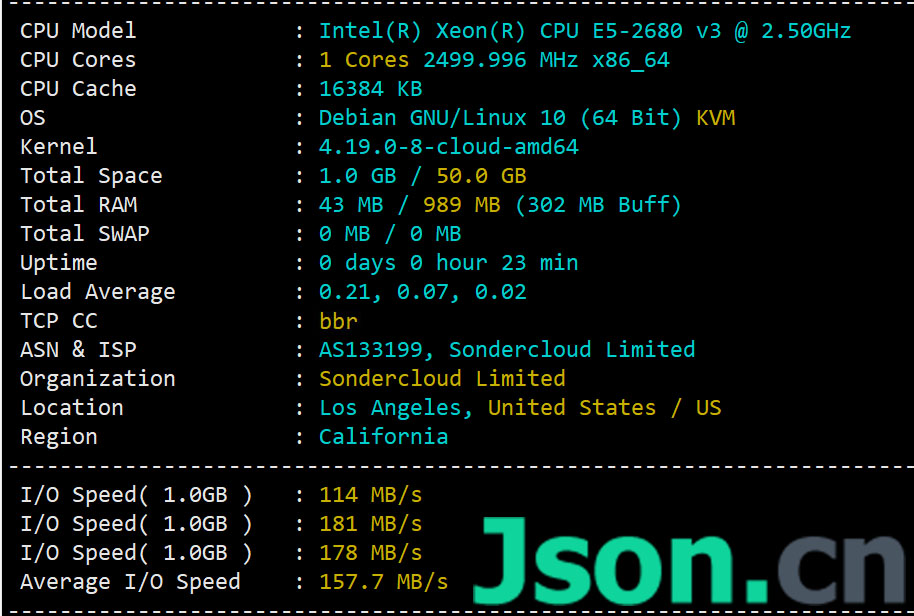 CPU Model : Intel(R) Xeon(R) CPU E5-2680 v3 @ 2.50GHz
CPU Cores : 1 Cores 2499.996 MHz x86_64
CPU Cache : 16384 KB
OS : Debian GNU/Linux 10 (64 Bit) KVM
Kernel : 4.19.0-8-cloud-amd64
Total Space : 1.0 GB / 50.0 GB
Total RAM : 43 MB / 989 MB (302 MB Buff)
Total SWAP : 0 MB / 0 MB
Uptime : 0 days 0 hour 23 min
Load Average : 0.21, 0.07, 0.02
TCP CC : bbr
ASN & ISP : AS133199, Sondercloud Limited
Organization : Sondercloud Limited
Location : Los Angeles, United States / US
Region : California
I/O Speed( 1.0GB ) : 114 MB/s
I/O Speed( 1.0GB ) : 181 MB/s
I/O Speed( 1.0GB ) : 178 MB/s
Average I/O Speed : 157.7 MB/s
Json.cn